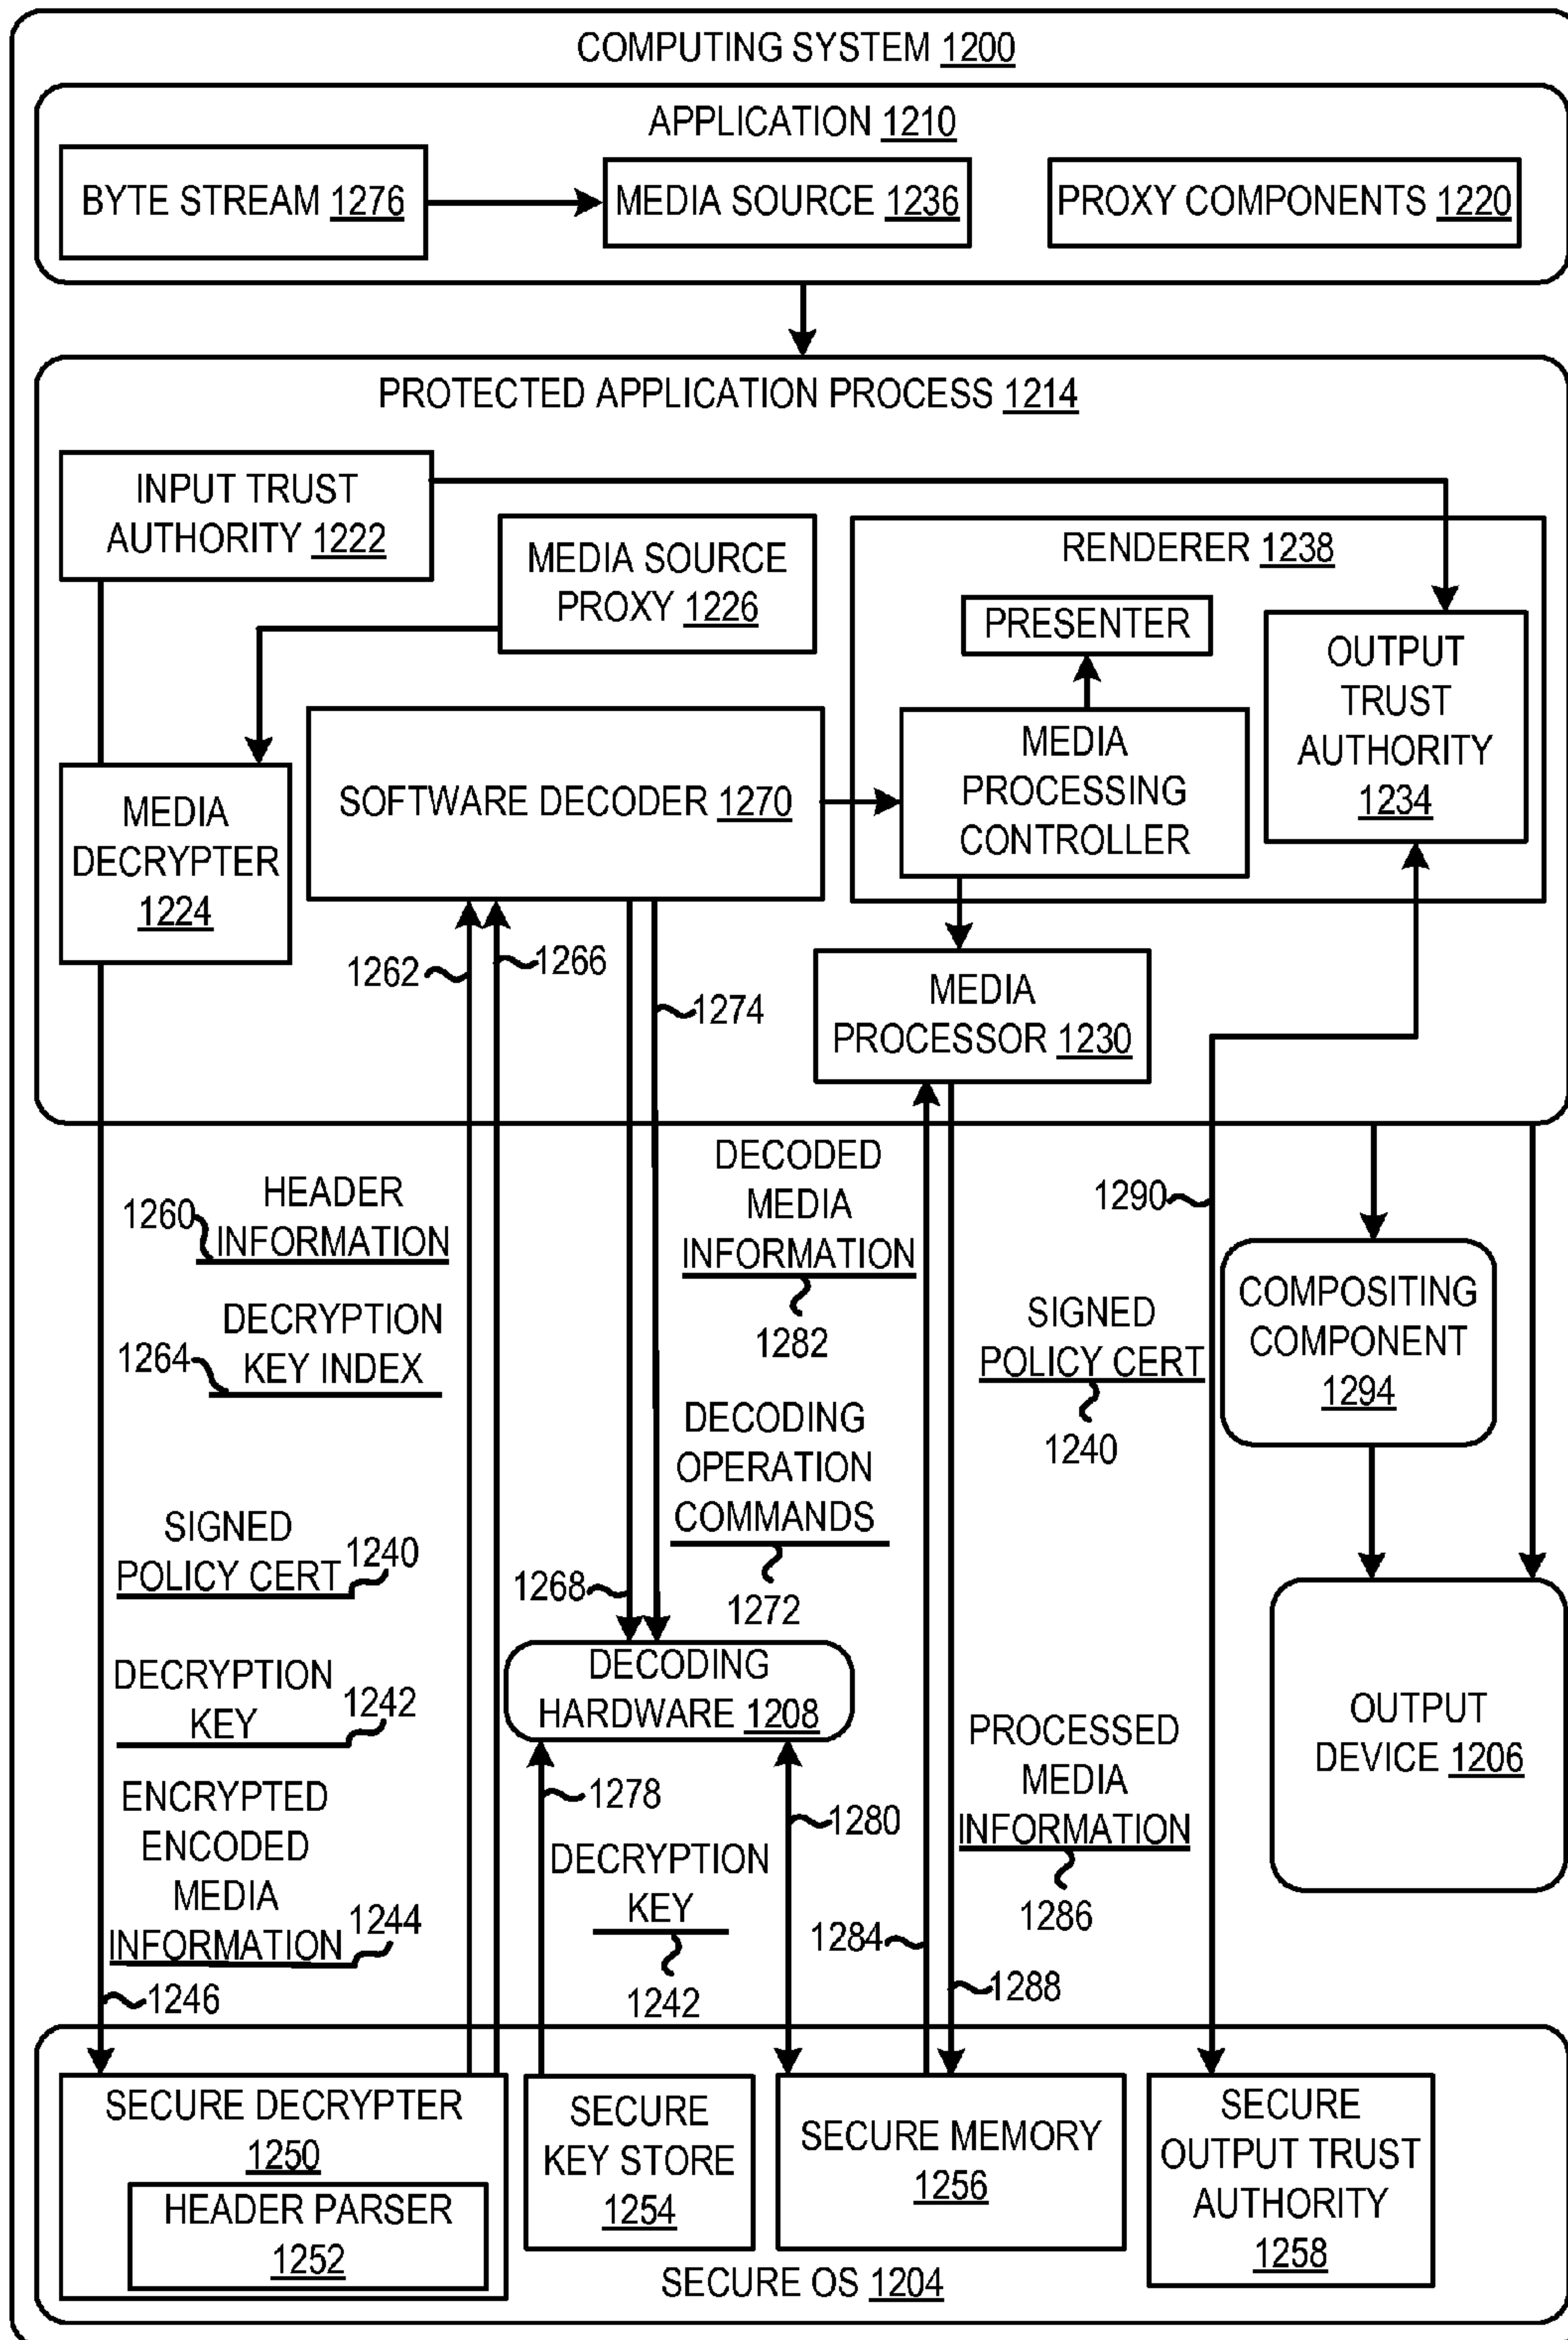 COMPUTING SYSTEM 1200
APPLICATION 1210
BYTE STREAM 1276
MEDIA SOURCE 1236
PROXY COMPONENTS 1220
PROTECTED APPLICATION PROCESS 1214
INPUT TRUST
AUTHORITY 1222
MEDIA SOURCE
PROXY 1226
RENDERER 1238
PRESENTER
OUTPUT
TRUST
AUTHORITY
1234
MEDIA
DECRYPTER
1224
SOFTWARE DECODER 1270
MEDIA
PROCESSING
CONTROLLER
1262
1266
1274
MEDIA
PROCESSOR 1230
1260
HEADER
INFORMATION
1264
DECRYPTION
KEY INDEX
DECODED
MEDIA
INFORMATION
1282
1290
SIGNED
POLICY CERT
1240
COMPOSITING
COMPONENT
1294
DECODING
OPERATION
COMMANDS
1272
SIGNED
POLICY CERT
1240
1268
DECRYPTION
KEY
1242
DECODING
HARDWARE 1208
OUTPUT
DEVICE 1206
ENCRYPTED
ENCODED
MEDIA
INFORMATION
1244
1246
1278
1280
DECRYPTION
KEY
1242
PROCESSED
MEDIA
INFORMATION
1286
1284
1288
SECURE DECRYPTER
1250
HEADER PARSER
1252
SECURE
KEY STORE
1254
SECURE MEMORY
1256
SECURE
OUTPUT TRUST
AUTHORITY
1258
SECURE OS 1204